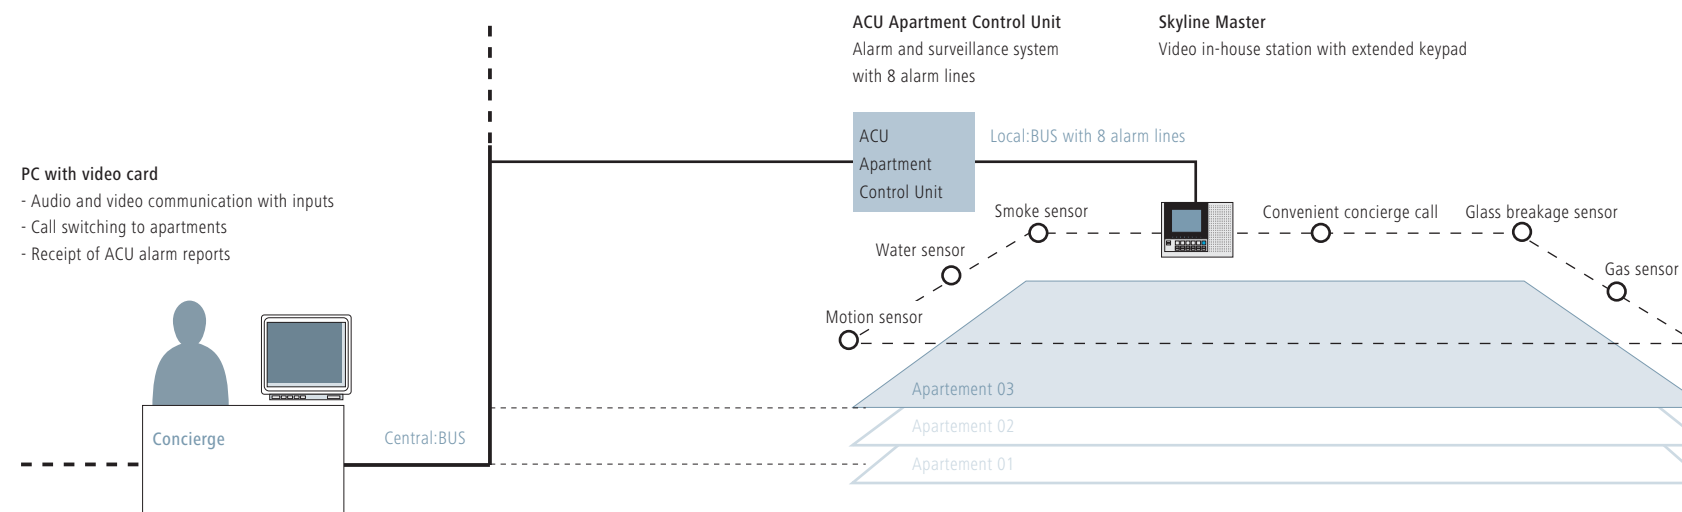 ACU Apartment Control Unit
Alarm and surveillance system
with 8 alarm lines
Skyline Master
Video in-house station with extended keypad
ACU
Apartment
Control Unit
Local:BUS with 8 alarm lines
PC with video card
- Audio and video communication with inputs
- Call switching to apartments
- Receipt of ACU alarm reports
Smoke sensor
Convenient concierge call
Glass breakage sensor
Water sensor
Gas sensor
Motion sensor
Apartement 03
Apartement 02
Apartement 01
Concierge
Central:BUS